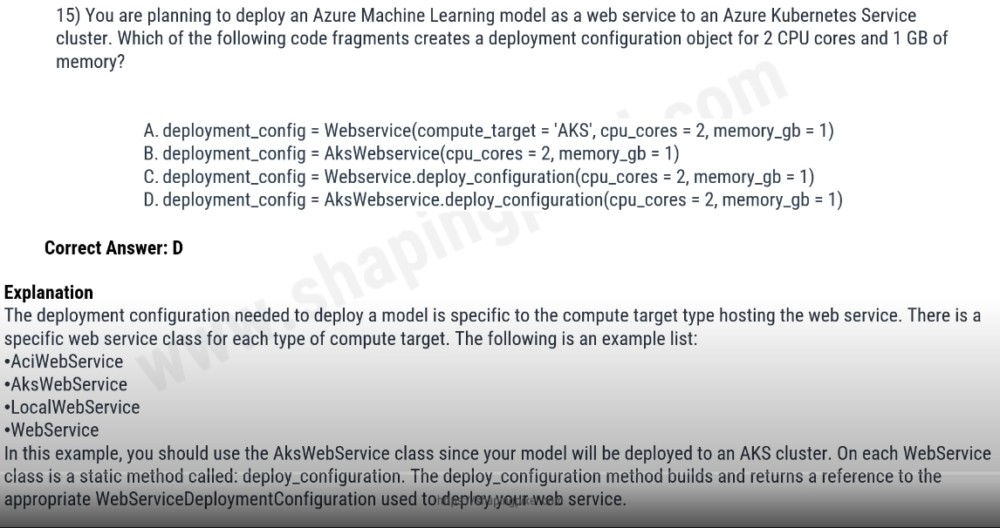 15) You are planning to deploy an Azure Machine Learning model as a web service to an Azure Kubernetes Service
cluster. Which of the following code fragments creates a deployment configuration object for 2 CPU cores and 1 GB of
memory?
A. deployment_config = Webservice(compute_target = 'AKS', cpu_cores = 2, memory_gb = 1)
B. deployment_config = AksWebservice(cpu_cores = 2, memory_gb = 1)
C. deployment_config = Webservice.deploy_configuration(cpu_cores = 2, memory_gb = 1)
D. deployment_config = AksWebservice.deploy_configuration(cpu_cores = 2, memory_gb = 1)
Correct Answer: D
Explanation
The deployment configuration needed to deploy a model is specific to the compute target type hosting the web service. There is a
specific web service class for each type of compute target. The following is an example list:
•AciWebService
•AksWebService
•LocalWebService
•WebService
In this example, you should use the AksWebService class since your model will be deployed to an AKS cluster. On each WebService
class is a static method called: deploy_configuration. The deploy_configuration method builds and returns a reference to the
appropriate WebServiceDeploymentConfiguration used to deploy your web service.